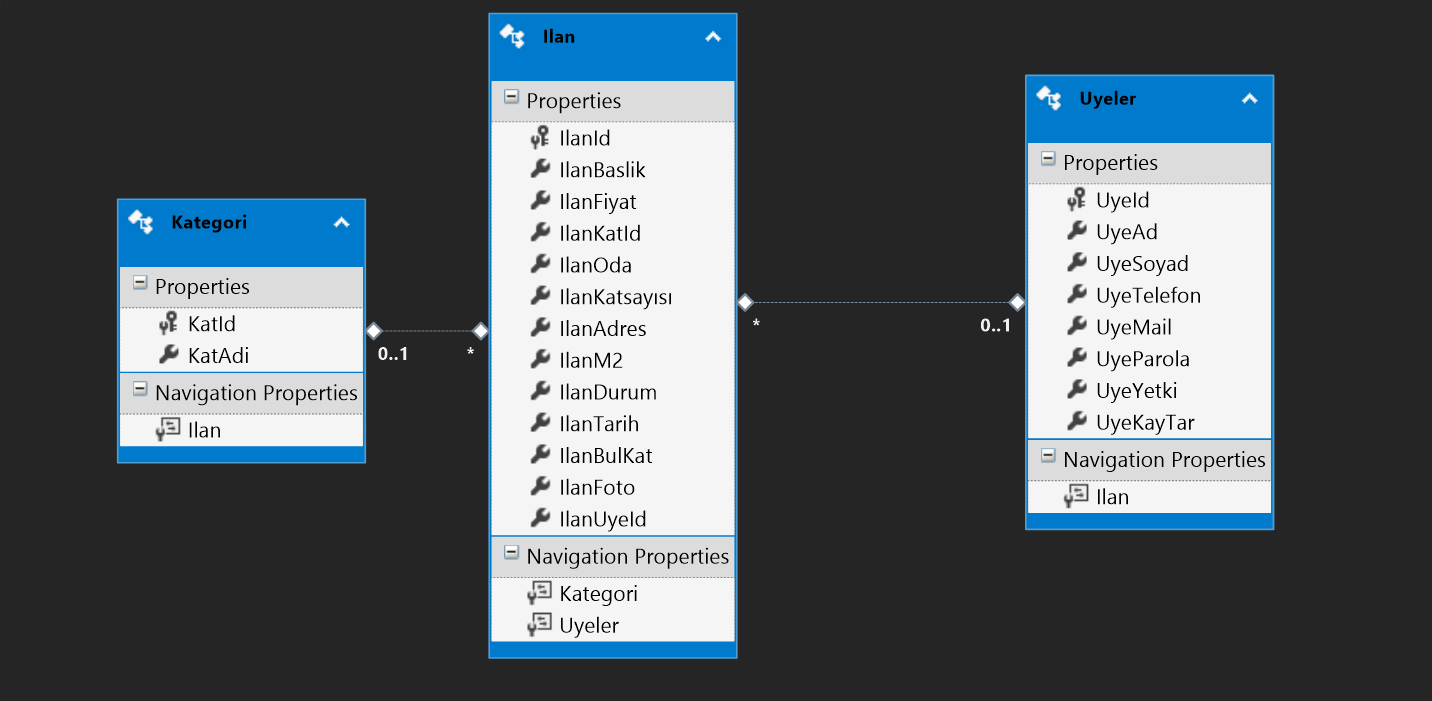 Kategori
Properties
KatId
KatAdi
Navigation Properties
Ilan
0..1
*
Ilan
Properties
IlanId
IlanBaslik
IlanFiyat
IlanKatId
IlanOda
IlanKatsayısı
IlanAdres
IlanM2
IlanDurum
IlanTarih
IlanBulKat
IlanFoto
IlanUyeId
Navigation Properties
Kategori
Uyeler
*
0..1
Uyeler
Properties
UyeId
UyeAd
UyeSoyad
UyeTelefon
UyeMail
UyeParola
UyeYetki
UyeKayTar
Navigation Properties
Ilan